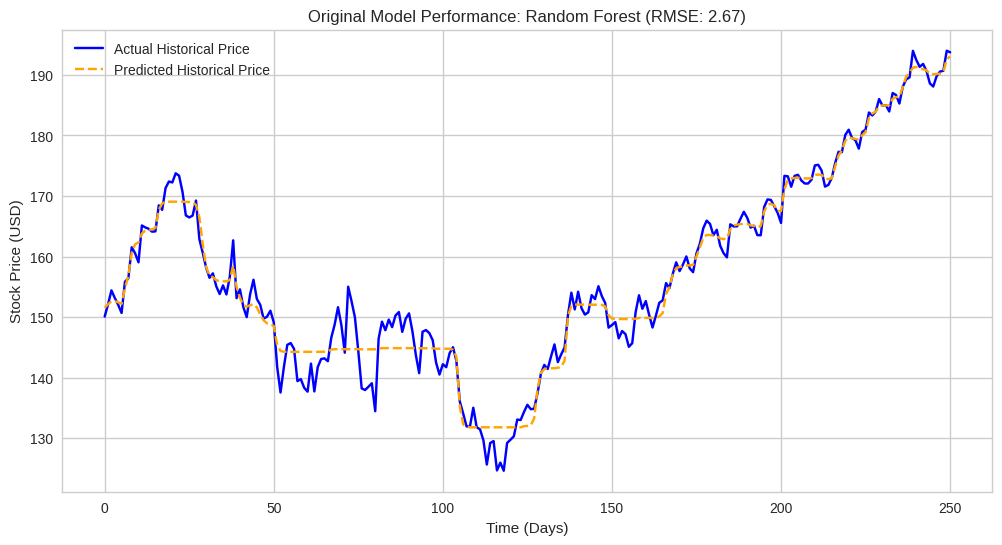 Original Model Performance: Random Forest (RMSE: 2.67)
Actual Historical Price
Predicted Historical Price
Stock Price (USD)
190
180
170
160
150
140
130
0
50
100
150
200
250
Time (Days)